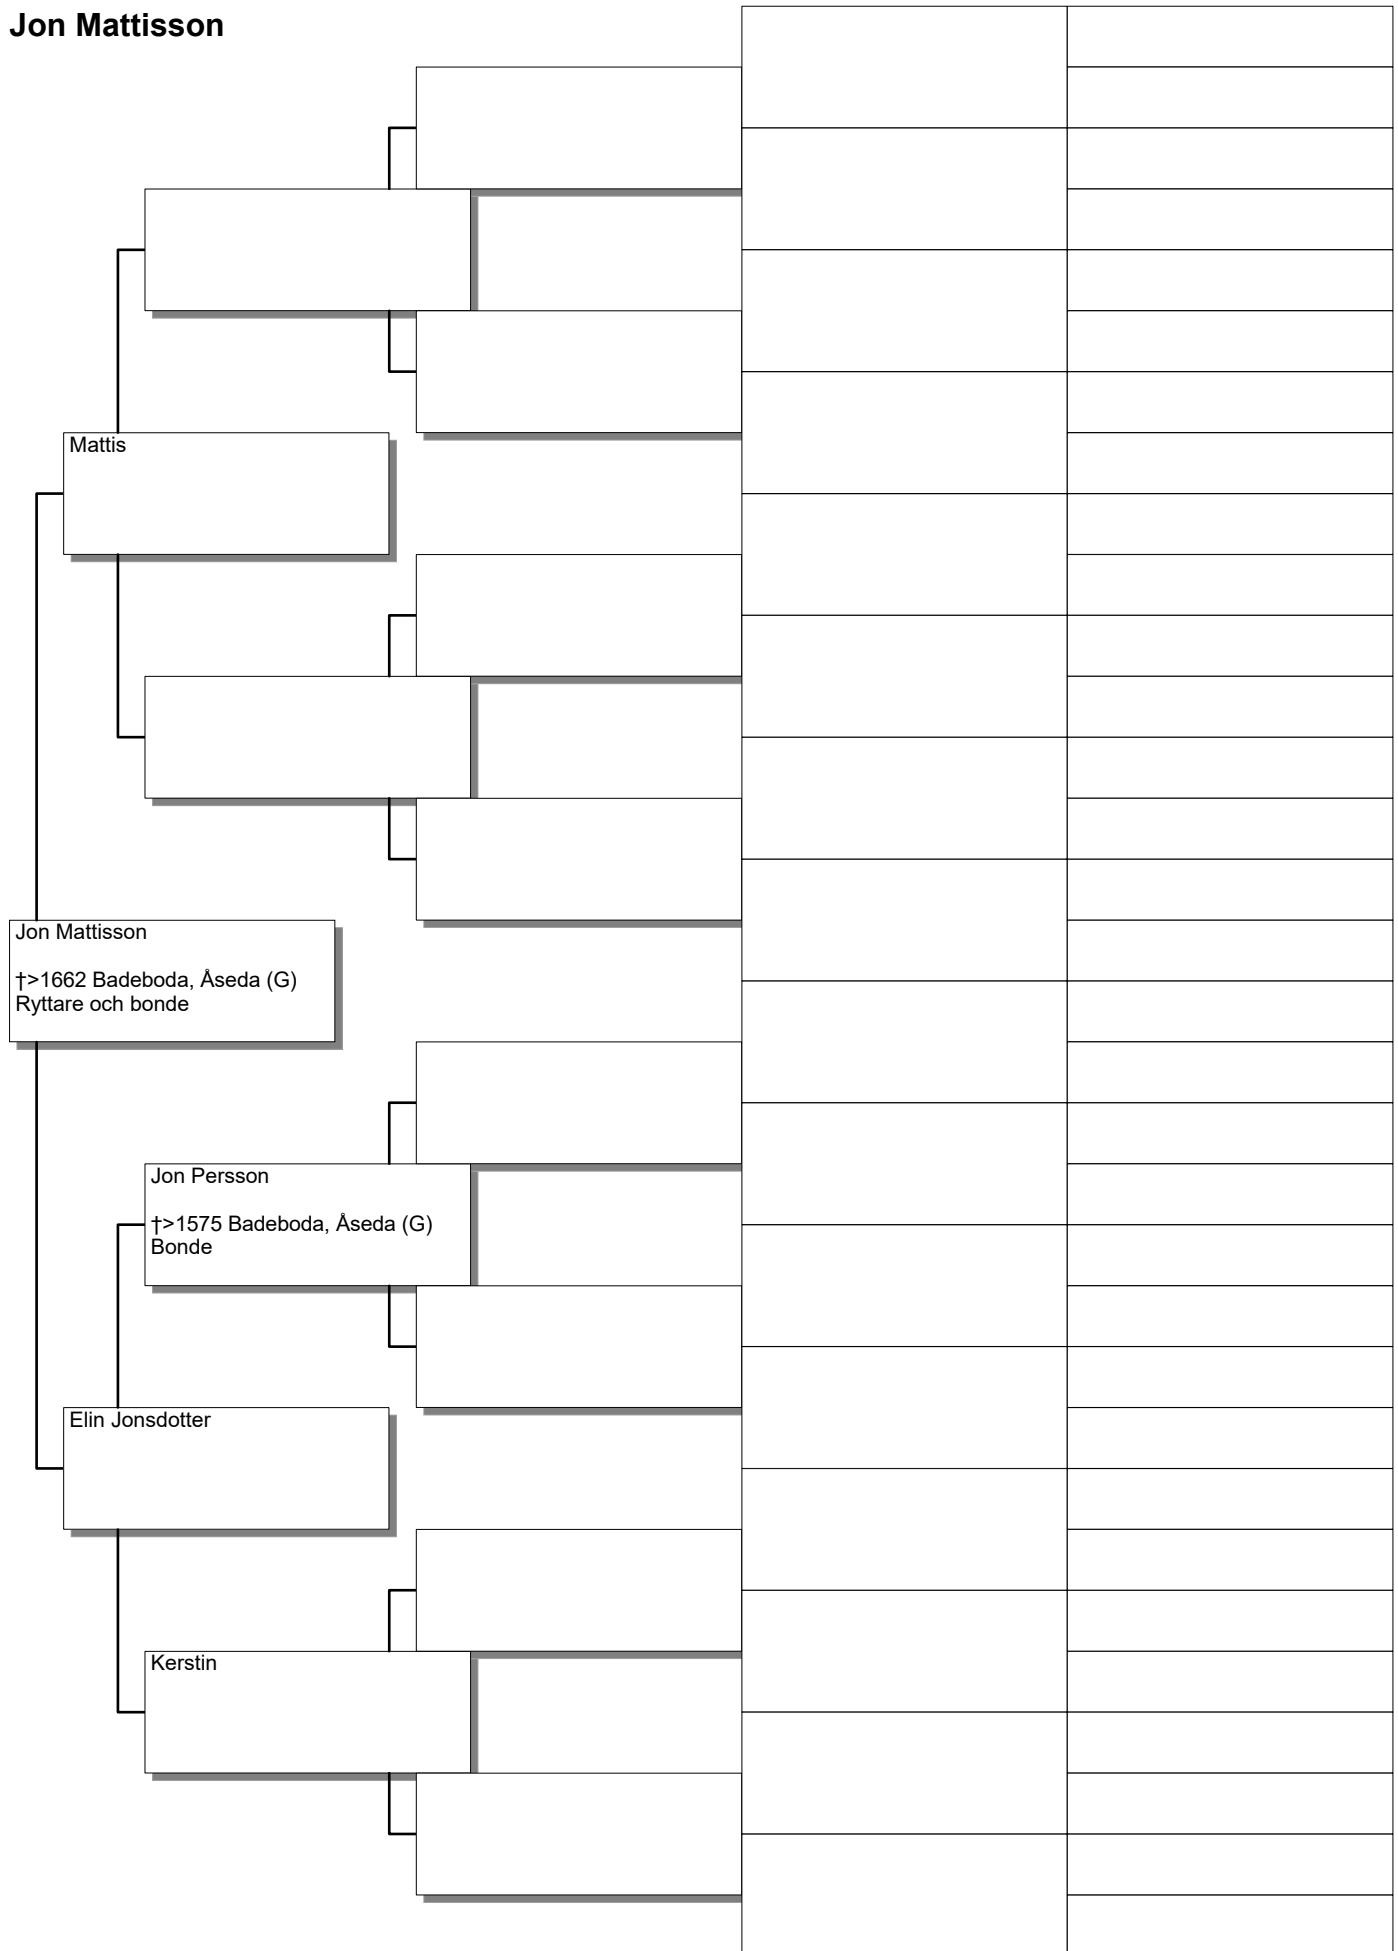 Jon Mattisson
Mattis
Jon Mattisson
†>1662 Badeboda, Åseda (G)
Ryttare och bonde
Jon Persson
†>1575 Badeboda, Åseda (G)
Bonde
Elin Jonsdotter
Kerstin